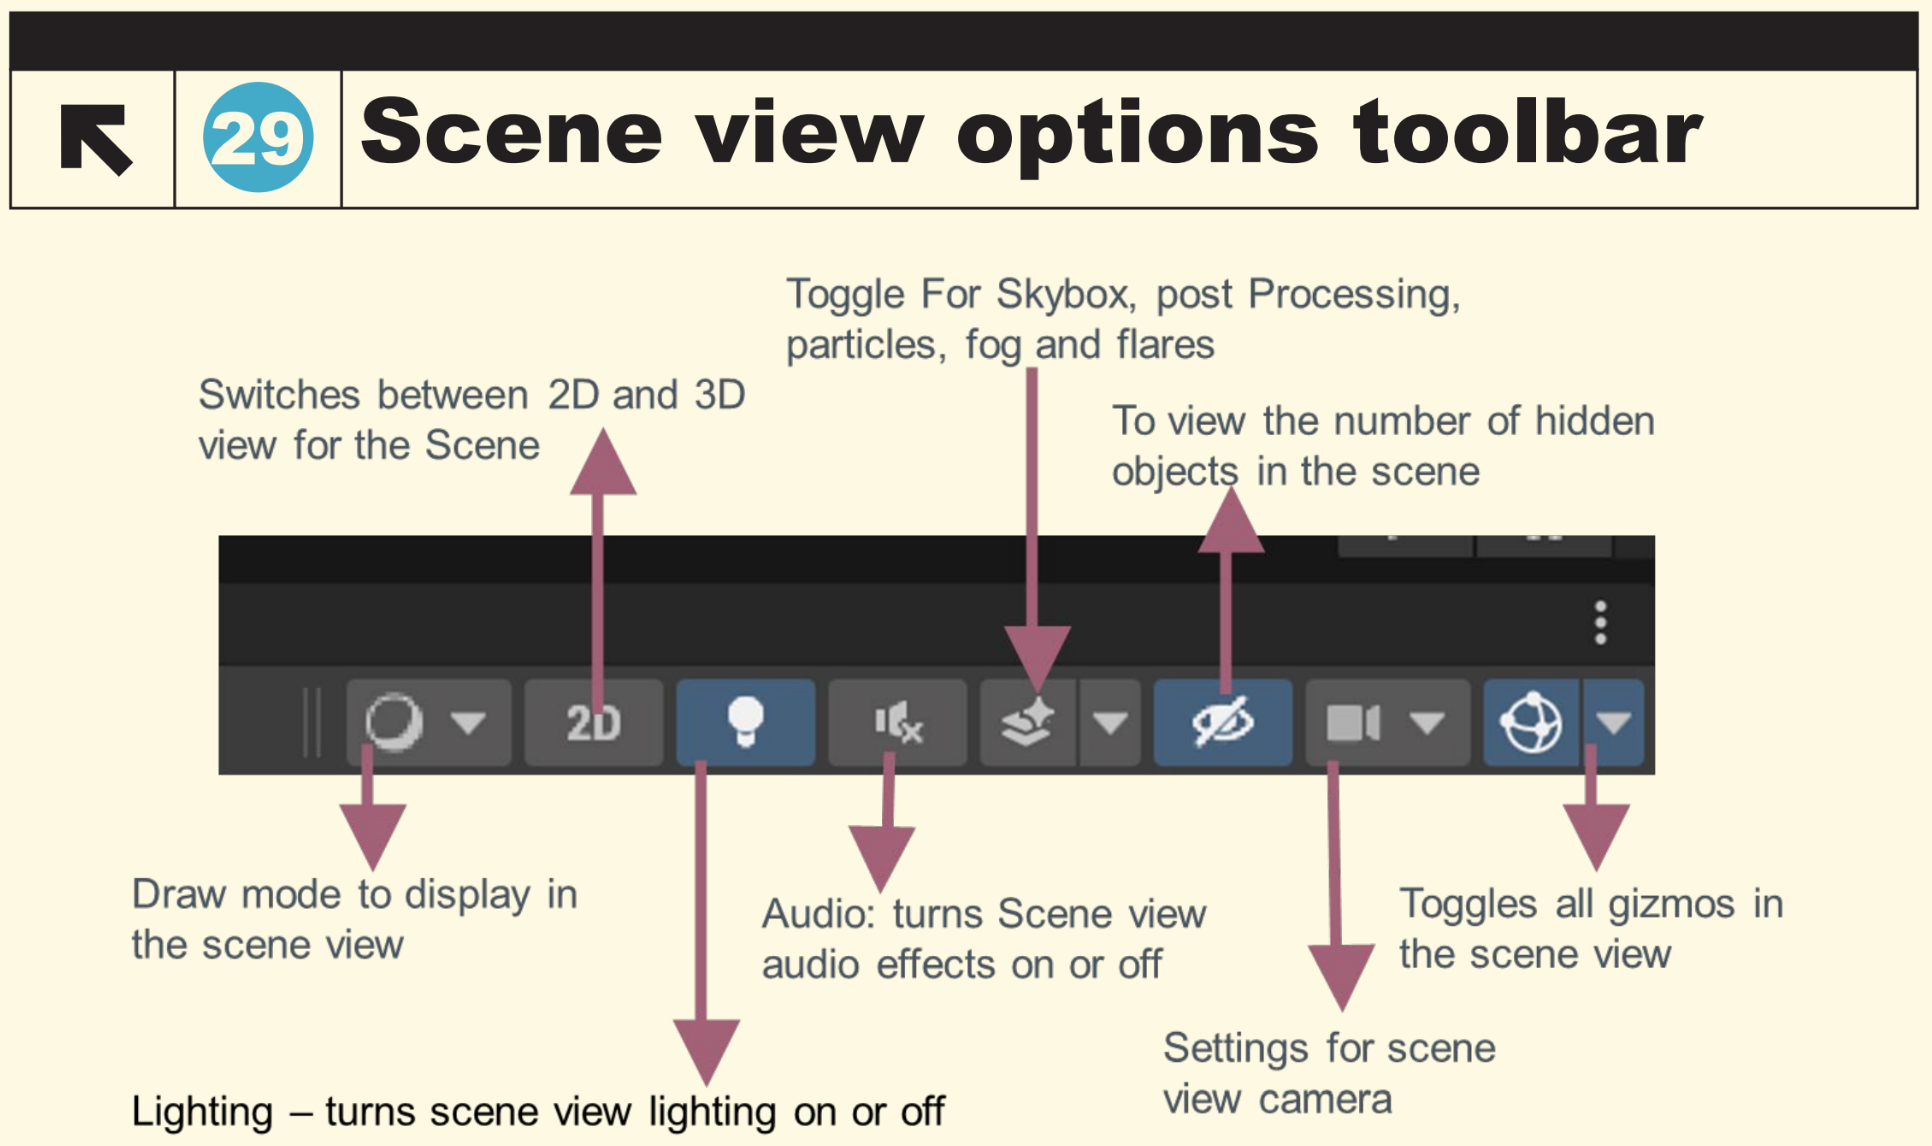 29
Scene view options toolbar
Toggle For Skybox, post Processing,
particles, fog and flares
Switches between 2D and 3D
view for the Scene
To view the number of hidden
objects in the scene
2D
Draw mode to display in
the scene view
Audio: turns Scene view
audio effects on or off
Toggles all gizmos in
the scene view
Settings for scene
view camera
Lighting – turns scene view lighting on or off